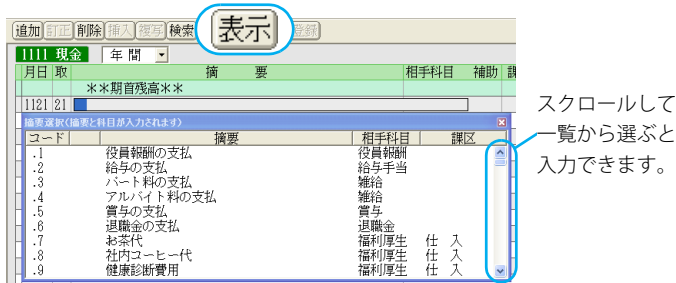 追加 訂正 削除 挿入 複写 検索 表示 登録
1111 現金 年 間
月日 取 摘 要 相手科目 補助 課
**期首残高**
1121 21
摘要選択(摘要と科目が入力されます)
コード 摘要 相手科目 課区
.1 役員報酬の支払 役員報酬
.2 給与の支払 給与手当
.3 パート料の支払 雑給
.4 アルバイト料の支払 雑給
.5 賞与の支払 賞与
.6 退職金の支払 退職金
.7 お茶代 福利厚生 仕 入
.8 社内コーヒー代 福利厚生 仕 入
.9 健康診断費用 福利厚生 仕 入
スクロールして
一覧から選ぶと
入力できます。